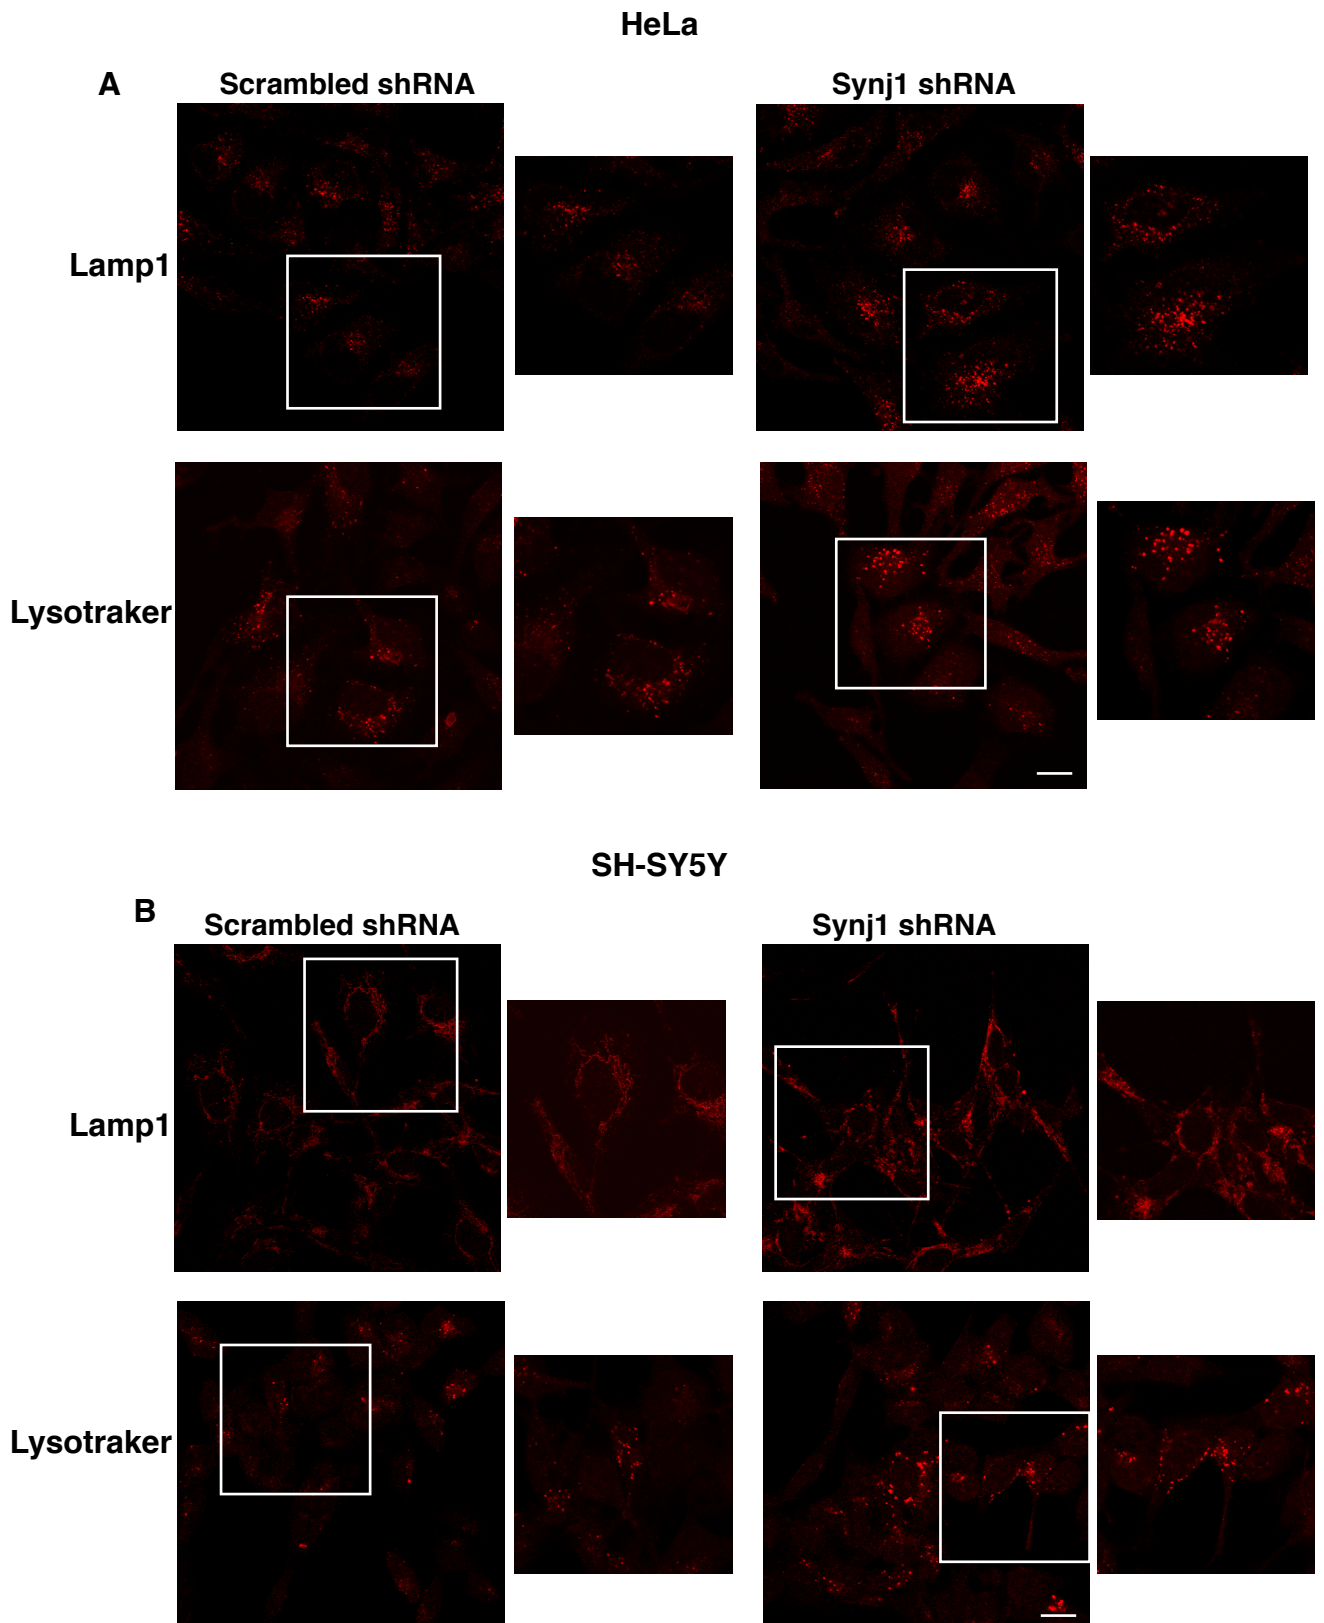 HeLa
A
Scrambled shRNA
Synj1 shRNA
Lamp1
Lysotraker
SH-SY5Y
B
Scrambled shRNA
Synj1 shRNA
Lamp1
Lysotraker